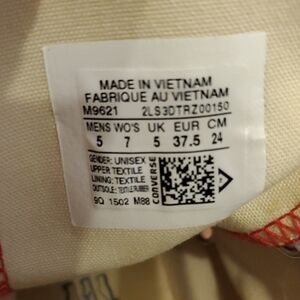 MADE IN VIETNAM
FABRIQUE AU VIETNAM
M9621 2LS3DTRZ00150
MENS WO'S UK EUR CM
5 7 5 37.5 24
GENDER: UNISEX
UPPER: TEXTILE
LINING: TEXTILE
OUTSOLE: TEXTILE/RUBBER
9Q 1502 M88
CONVERSE